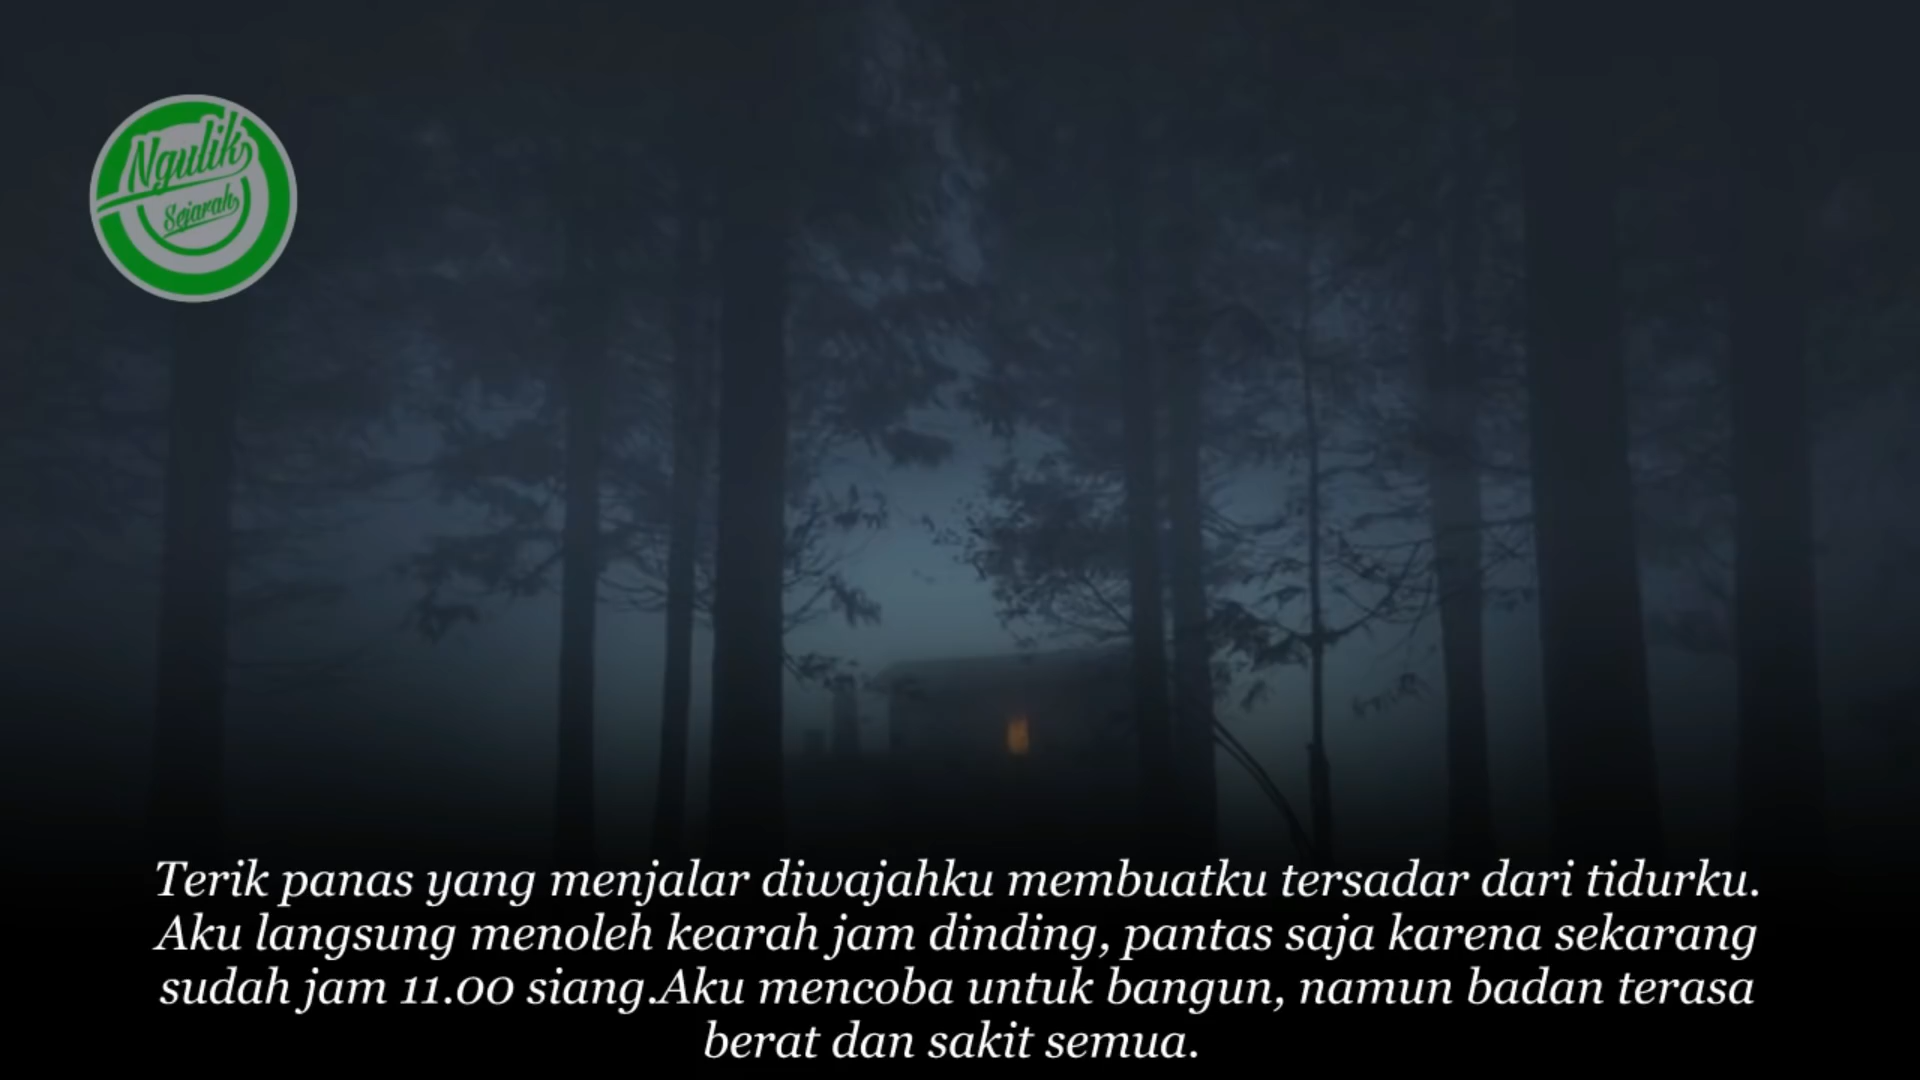 Ngulik
Sejarah
Terik panas yang menjalar diwajahku membuatku tersadar dari tidurku.
Aku langsung menoleh kearah jam dinding, pantas saja karena sekarang
sudah jam 11.00 siang.Aku mencoba untuk bangun, namun badan terasa
berat dan sakit semua.